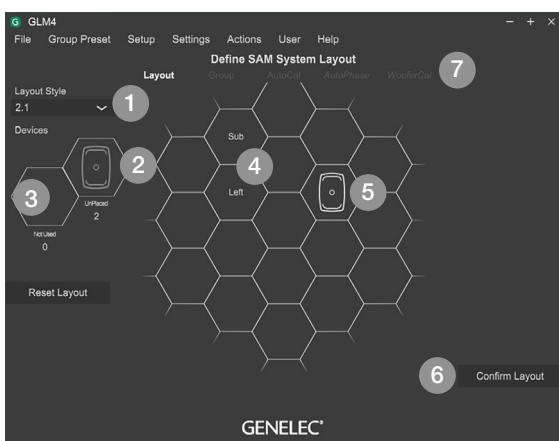 G GLM4
File Group Preset Setup Settings Actions User Help
Define SAM System Layout
Layout Group AutoCal AutoPhase WooferCal 7
Layout Style
2.1 1
Devices
Sub
2
4
3
Left
5
UnPlaced
2
Not Used
0
Reset Layout
6 Confirm Layout
GENELEC®